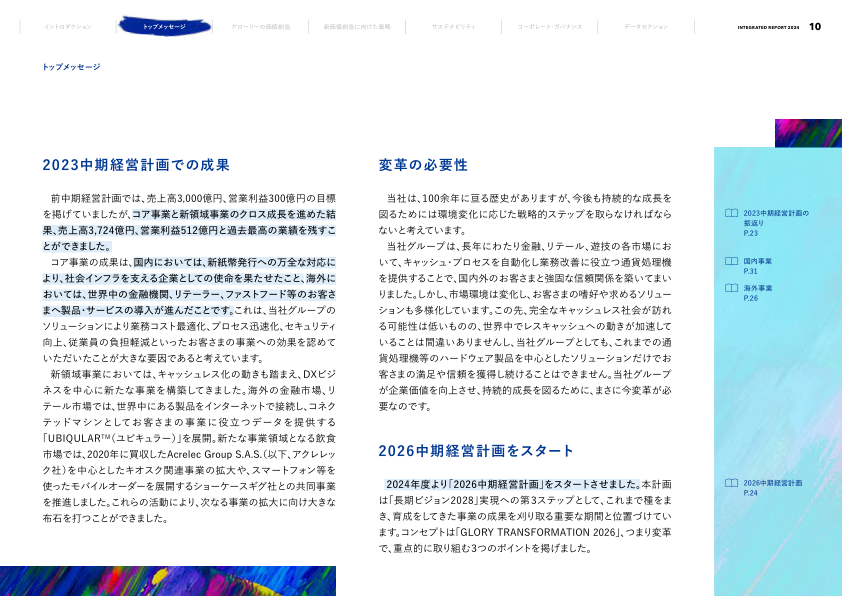 イントロダクション
トップメッセージ
グローリーの価値創造
新価値創造に向けた戦略
サステナビリティ
コーポレート・ガバナンス
データセクション
INTEGRATED REPORT 2024 10
トップメッセージ
2023中期経営計画での成果
前中期経営計画では、売上高3,000億円、営業利益300億円の目標
を掲げていましたが、コア事業と新領域事業のクロス成長を進めた結
果、売上高3,724億円、営業利益512億円と過去最高の業績を残すこ
とができました。
コア事業の成果は、国内においては、新紙幣発行への万全な対応に
より、社会インフラを支える企業としての使命を果たせたこと、海外に
おいては、世界中の金融機関、リテーラー、ファストフード等のお客さ
まへ製品・サービスの導入が進んだことです。これは、当社グループの
ソリューションにより業務コスト最適化、プロセス迅速化、セキュリティ
向上、従業員の負担軽減といったお客さまの事業への効果を認めて
いただいたことが大きな要因であると考えています。
新領域事業においては、キャッシュレス化の動きも踏まえ、DXビジ
ネスを中心に新たな事業を構築してきました。海外の金融市場、リ
テール市場では、世界中にある製品をインターネットで接続し、コネク
テッドマシンとしてお客さまの事業に役立つデータを提供する
「UBIQULAR™（ユビキュラー）」を展開。新たな事業領域となる飲食
市場では、2020年に買収したAcrelec Group S.A.S.（以下、アクレレッ
ク社）を中心としたキオスク関連事業の拡大や、スマートフォン等を
使ったモバイルオーダーを展開するショーケースギグ社との共同事業
を推進しました。これらの活動により、次なる事業の拡大に向け大きな
布石を打つことができました。
変革の必要性
当社は、100余年に亘る歴史がありますが、今後も持続的な成長を
図るためには環境変化に応じた戦略的ステップを取らなければなら
ないと考えています。
当社グループは、長年にわたり金融、リテール、遊技の各市場にお
いて、キャッシュ・プロセスを自動化し業務改善に役立つ通貨処理機
を提供することで、国内外のお客さまと強固な信頼関係を築いてまい
りました。しかし、市場環境は変化し、お客さまの嗜好や求めるソリュー
ションも多様化しています。この先、完全なキャッシュレス社会が訪れ
る可能性は低いものの、世界中でレスキャッシュへの動きが加速して
いることは間違いありませんし、当社グループとしても、これまでの通
貨処理機等のハードウェア製品を中心としたソリューションだけでお
客さまの満足や信頼を獲得し続けることはできません。当社グループ
が企業価値を向上させ、持続的成長を図るために、まさに今変革が必
要なのです。
2026中期経営計画をスタート
2024年度より「2026中期経営計画」をスタートさせました。本計画
は「長期ビジョン2028」実現への第3ステップとして、これまで種をま
き、育成をしてきた事業の成果を刈り取る重要な期間と位置づけてい
ます。コンセプトは「GLORY TRANSFORMATION 2026」、つまり変革
で、重点的に取り組む3つのポイントを掲げました。
2023中期経営計画の
振返り
P.23
国内事業
P.31
海外事業
P.26
2026中期経営計画
P.24